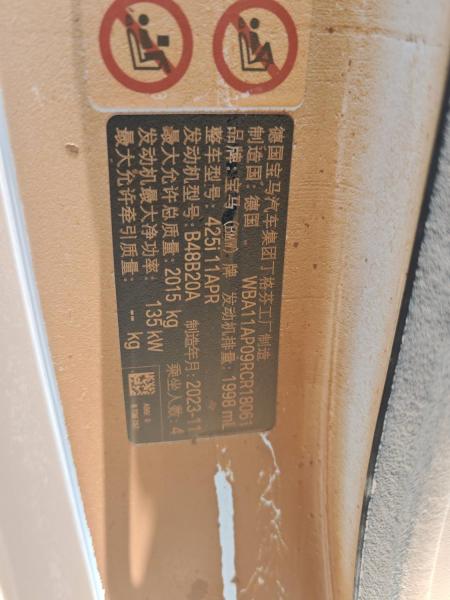 德国宝马汽车集团丁格芬工厂制造
制造国：德国 WBA11AP09RCR18061
品牌：宝马（BMW）牌 发动机排量：1998 mL
整车型号：425i 11APR
发动机型号：B48B20A 制造年月：2023-11
最大允许总质量：2015 kg 乘坐人数：4
发动机最大净功率：135 kW
最大允许牵引质量：-- kg